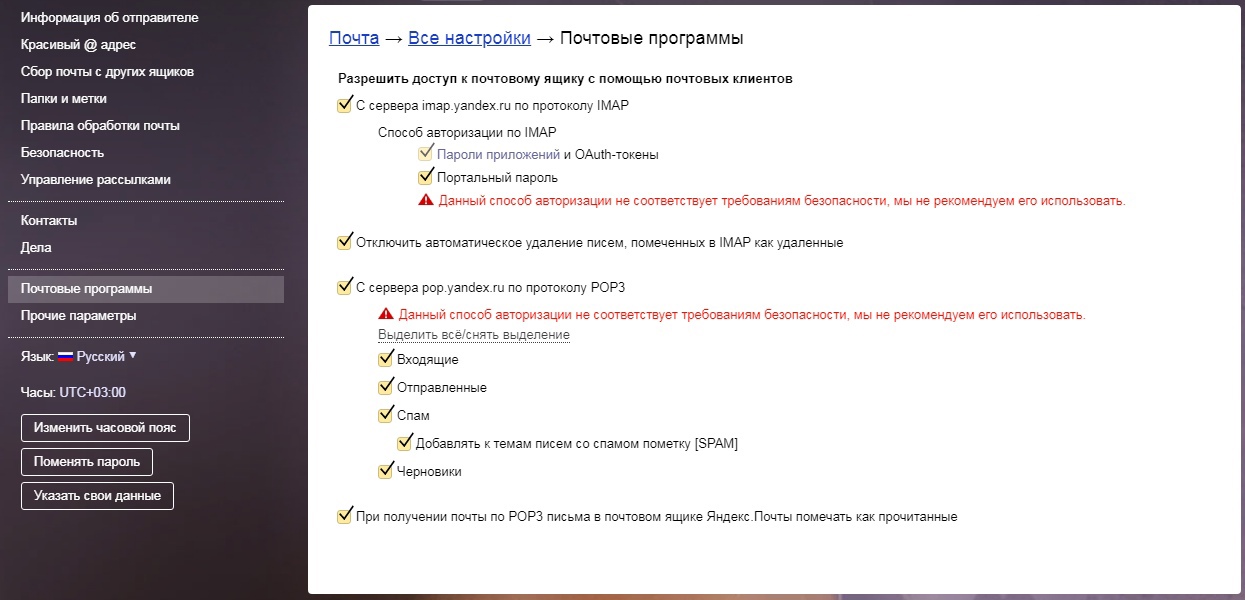 Информация об отправителе
Красивый @ адрес
Сбор почты с других ящиков
Папки и метки
Правила обработки почты
Безопасность
Управление рассылками
Контакты
Дела
Почтовые программы
Прочие параметры
Язык: Русский ▼
Часы: UTC+03:00
Изменить часовой пояс
Поменять пароль
Указать свои данные
Почта → Все настройки → Почтовые программы
Разрешить доступ к почтовому ящику с помощью почтовых клиентов
С сервера imap.yandex.ru по протоколу IMAP
Способ авторизации по IMAP
Пароли приложений и OAuth-токены
Портальный пароль
Данный способ авторизации не соответствует требованиям безопасности, мы не рекомендуем его использовать.
Отключить автоматическое удаление писем, помеченных в IMAP как удаленные
С сервера pop.yandex.ru по протоколу POP3
Данный способ авторизации не соответствует требованиям безопасности, мы не рекомендуем его использовать.
Выделить всё/снять выделение
Входящие
Отправленные
Спам
Добавлять к темам писем со спамом пометку [SPAM]
Черновики
При получении почты по POP3 письма в почтовом ящике Яндекс.Почты помечать как прочитанные